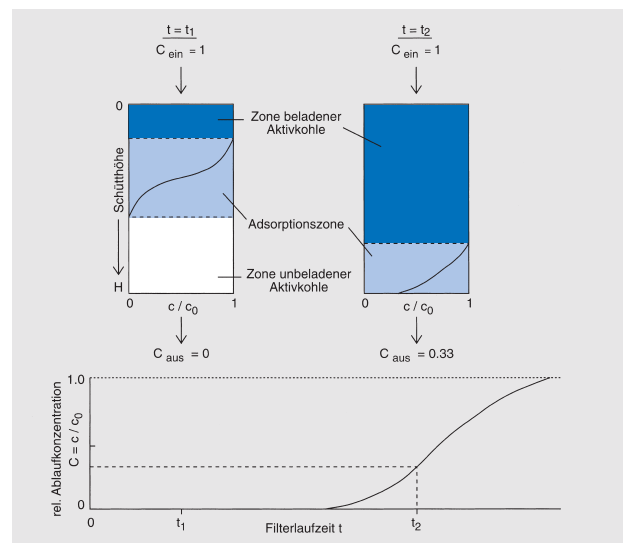 t = t₁
C ein = 1
t = t₂
C ein = 1
0
Schütthöhe
H
Zone beladener
Aktivkohle
Adsorptionszone
Zone unbeladener
Aktivkohle
0
c / c₀
1
0
c / c₀
1
C aus = 0
C aus = 0.33
rel. Ablaufkonzentration
C = c / c₀
1.0
0
0
t₁
Filterlaufzeit t
t₂